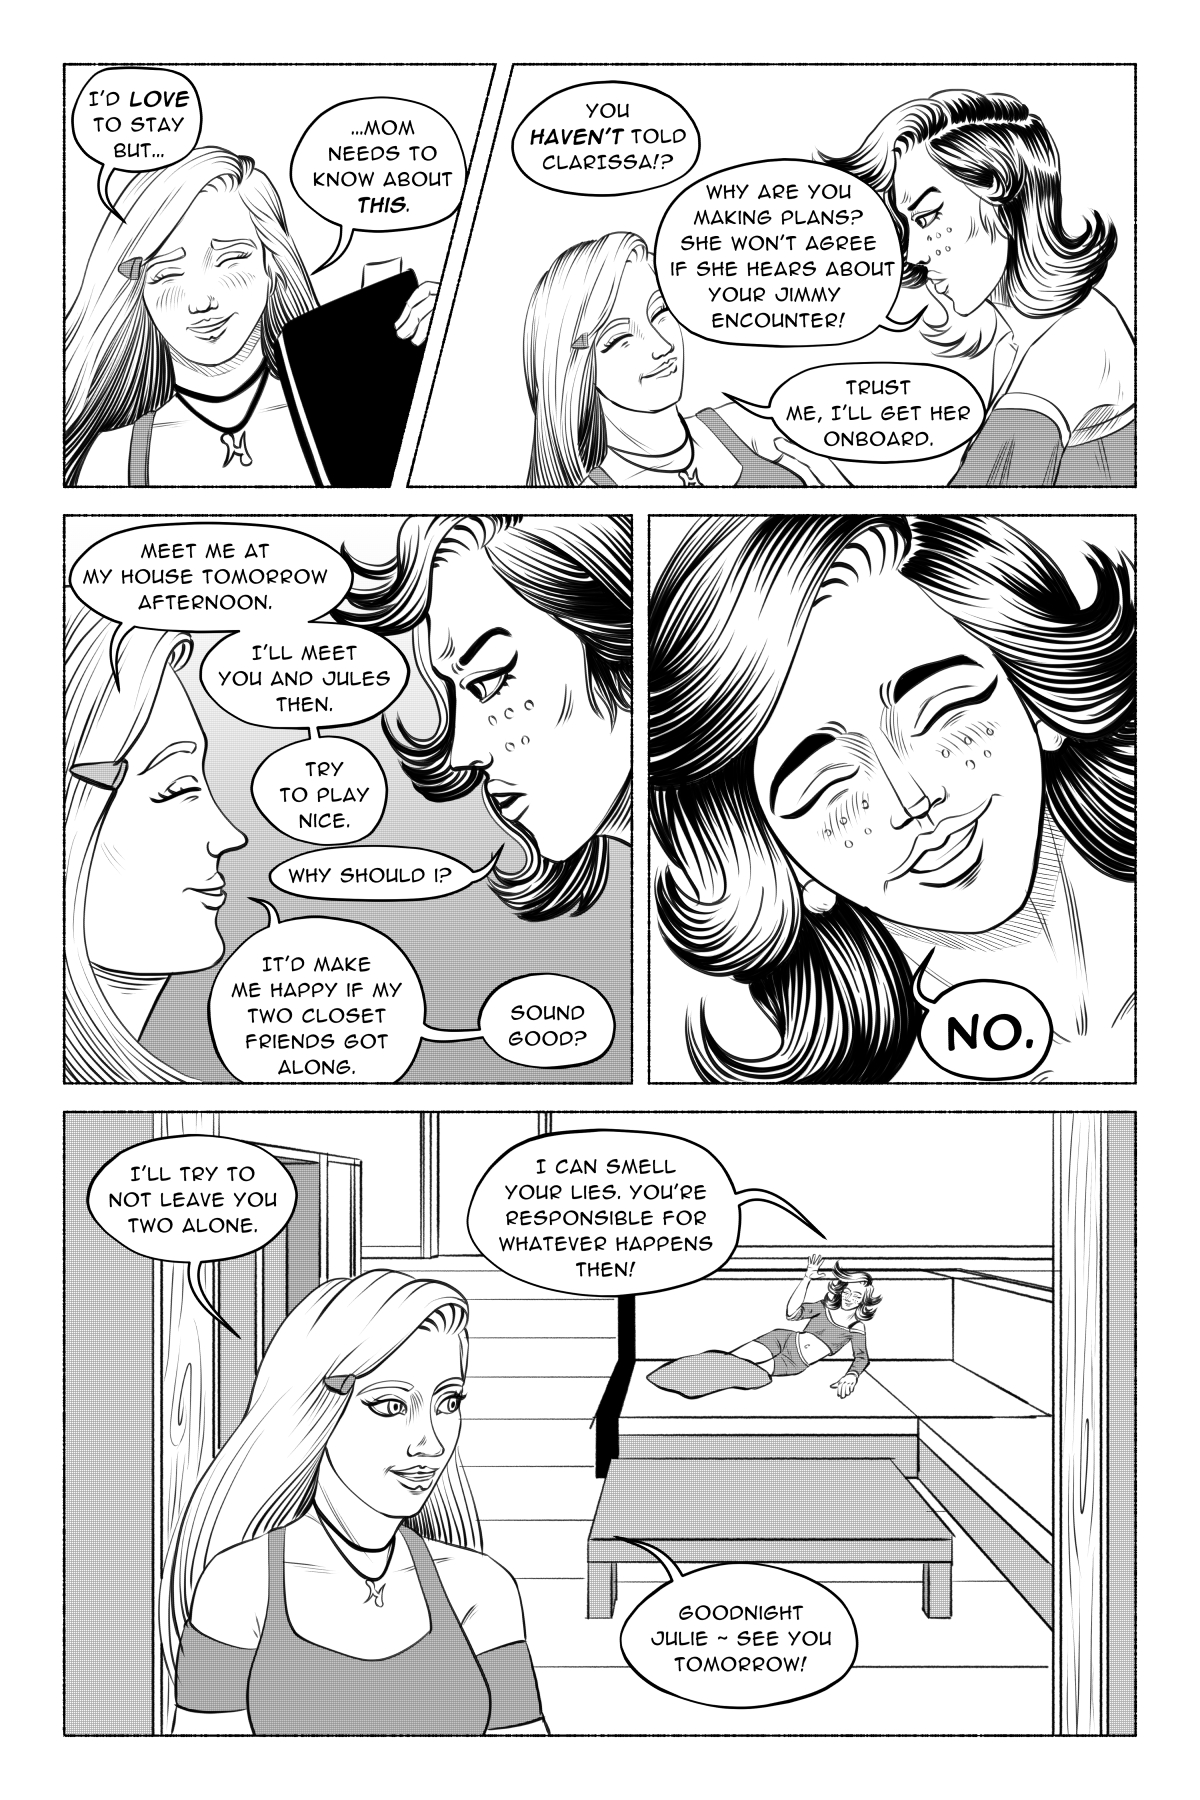 I'D LOVE
TO STAY
BUT...
...MOM
NEEDS TO
KNOW ABOUT
THIS.
YOU
HAVEN'T TOLD
CLARISSA!?
WHY ARE YOU
MAKING PLANS?
SHE WON'T AGREE
IF SHE HEARS ABOUT
YOUR JIMMY
ENCOUNTER!
TRUST
ME, I'LL GET HER
ONBOARD.
MEET ME AT
MY HOUSE TOMORROW
AFTERNOON.
I'LL MEET
YOU AND JULES
THEN.
TRY
TO PLAY
NICE.
WHY SHOULD I?
IT'D MAKE
ME HAPPY IF MY
TWO CLOSET
FRIENDS GOT
ALONG.
SOUND
GOOD?
NO.
I'LL TRY TO
NOT LEAVE YOU
TWO ALONE.
I CAN SMELL
YOUR LIES. YOU'RE
RESPONSIBLE FOR
WHATEVER HAPPENS
THEN!
GOODNIGHT
JULIE ~ SEE YOU
TOMORROW!